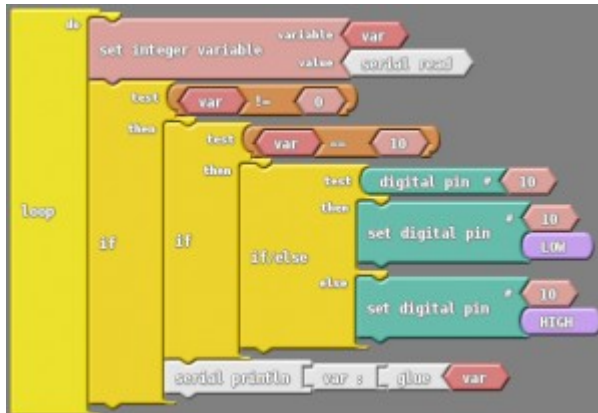 do
variable var
set integer variable
value serial read
test var != 0
then
test var == 10
then
test digital pin # 10
then
# 10
set digital pin
LOW
loop
if
if
if/else
else
# 10
set digital pin
HIGH
serial println var : glue var